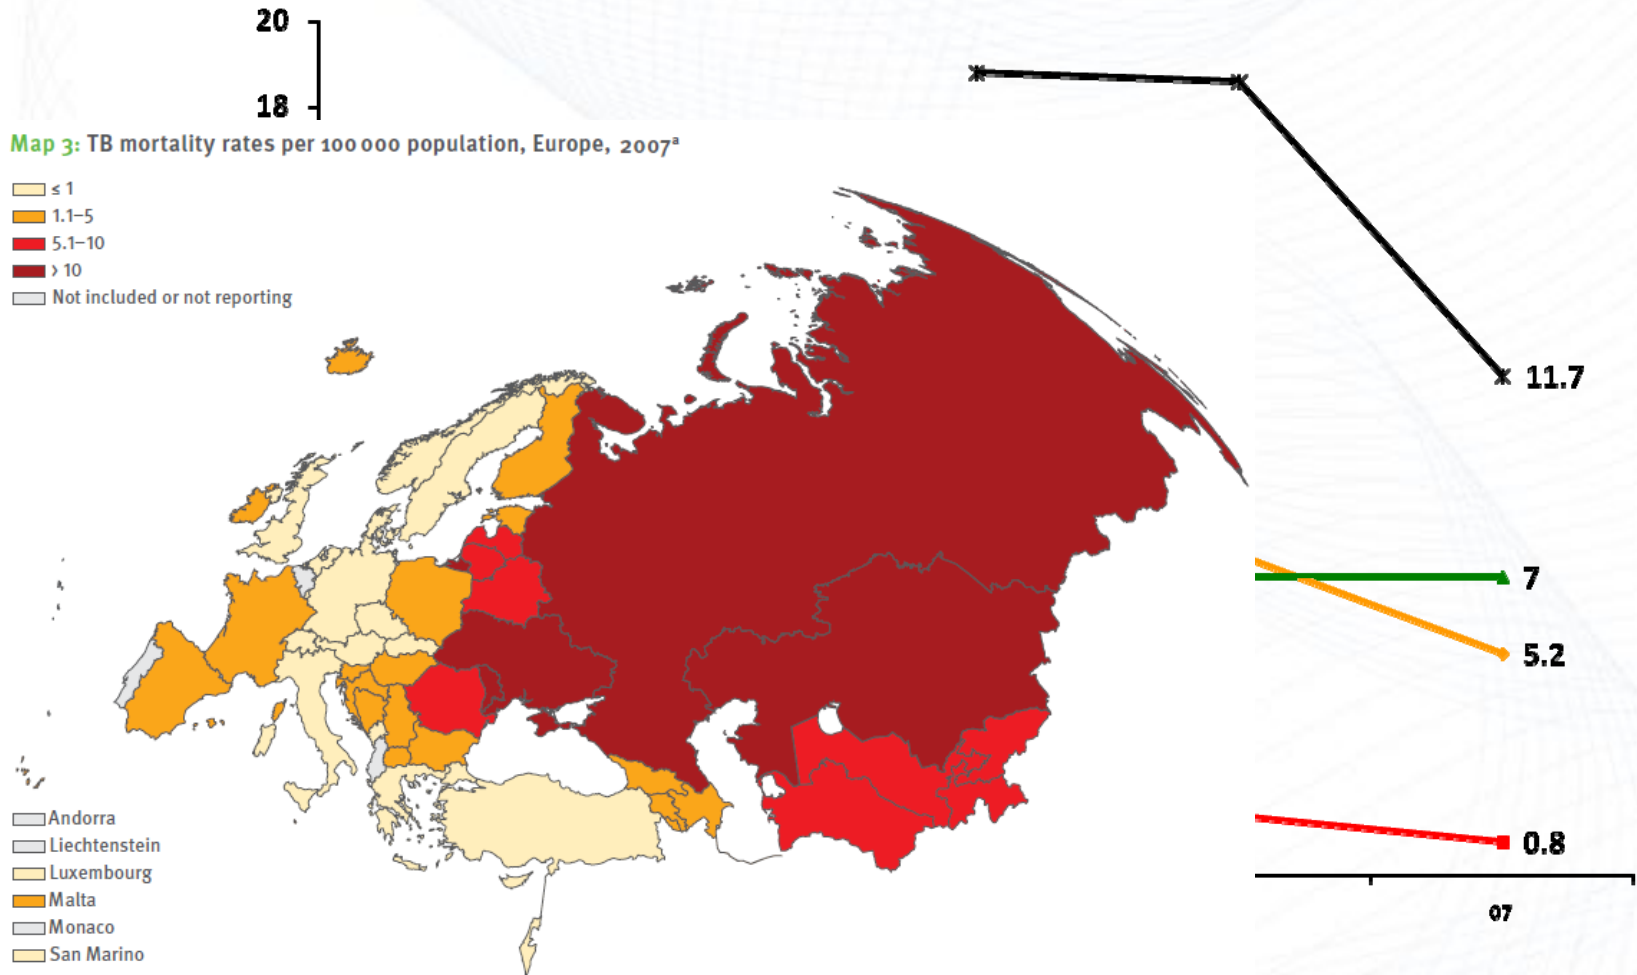 20
18
Map 3: TB mortality rates per 100 000 population, Europe, 2007ª
≤ 1
1.1–5
5.1–10
> 10
Not included or not reporting
11.7
7
5.2
Andorra
Liechtenstein
Luxembourg
Malta
Monaco
San Marino
0.8
07